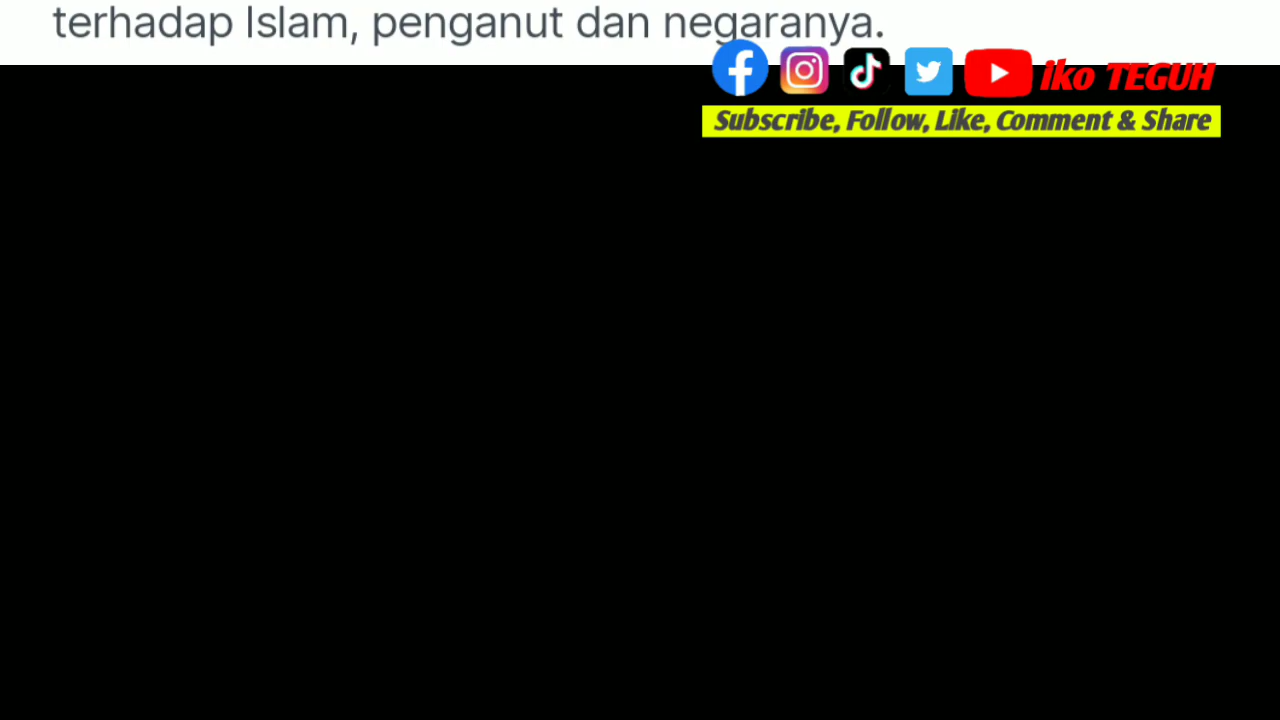 terhadap Islam, penganut dan negaranya.
iko TEGUH
Subscribe, Follow, Like, Comment & Share